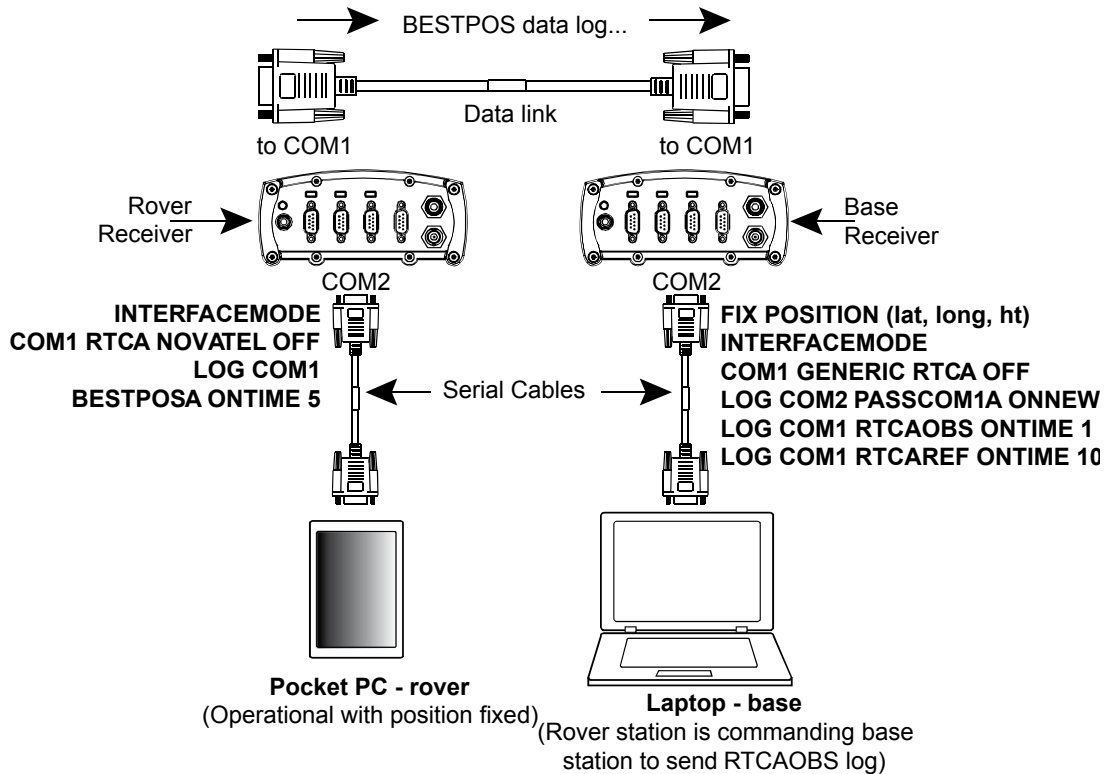 BESTPOS data log...
Data link
to COM1
to COM1
Rover
Receiver
Base
Receiver
COM2
COM2
INTERFACEMODE
COM1 RTCA NOVATEL OFF
LOG COM1
BESTPOSA ONTIME 5
Serial Cables
FIX POSITION (lat, long, ht)
INTERFACEMODE
COM1 GENERIC RTCA OFF
LOG COM2 PASSCOM1A ONNEW
LOG COM1 RTCAOBS ONTIME 1
LOG COM1 RTCAREF ONTIME 10
Pocket PC - rover
(Operational with position fixed)
Laptop - base
(Rover station is commanding base
station to send RTCAOBS log)